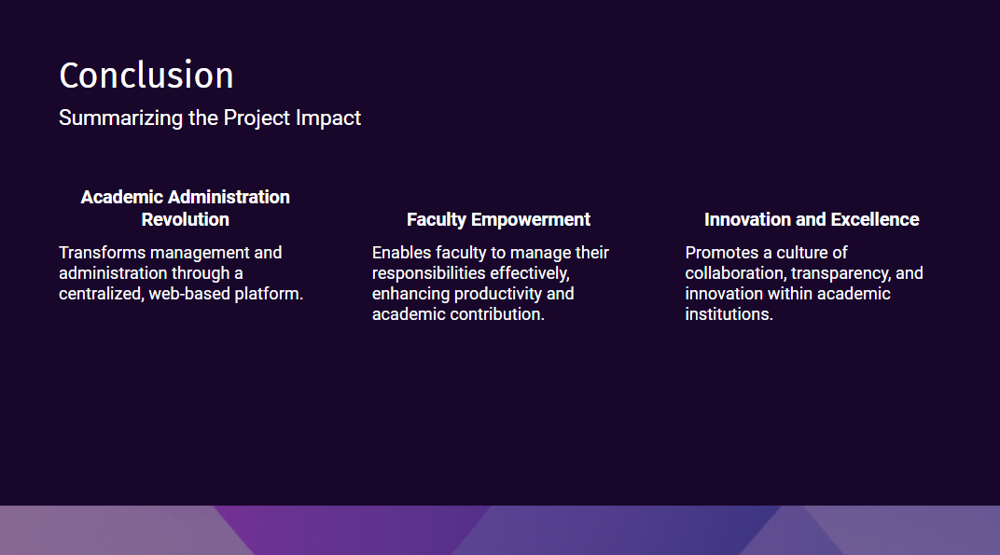 Conclusion
Summarizing the Project Impact
Academic Administration
Revolution
Transforms management and
administration through a
centralized, web-based platform.
Faculty Empowerment
Enables faculty to manage their
responsibilities effectively,
enhancing productivity and
academic contribution.
Innovation and Excellence
Promotes a culture of
collaboration, transparency, and
innovation within academic
institutions.